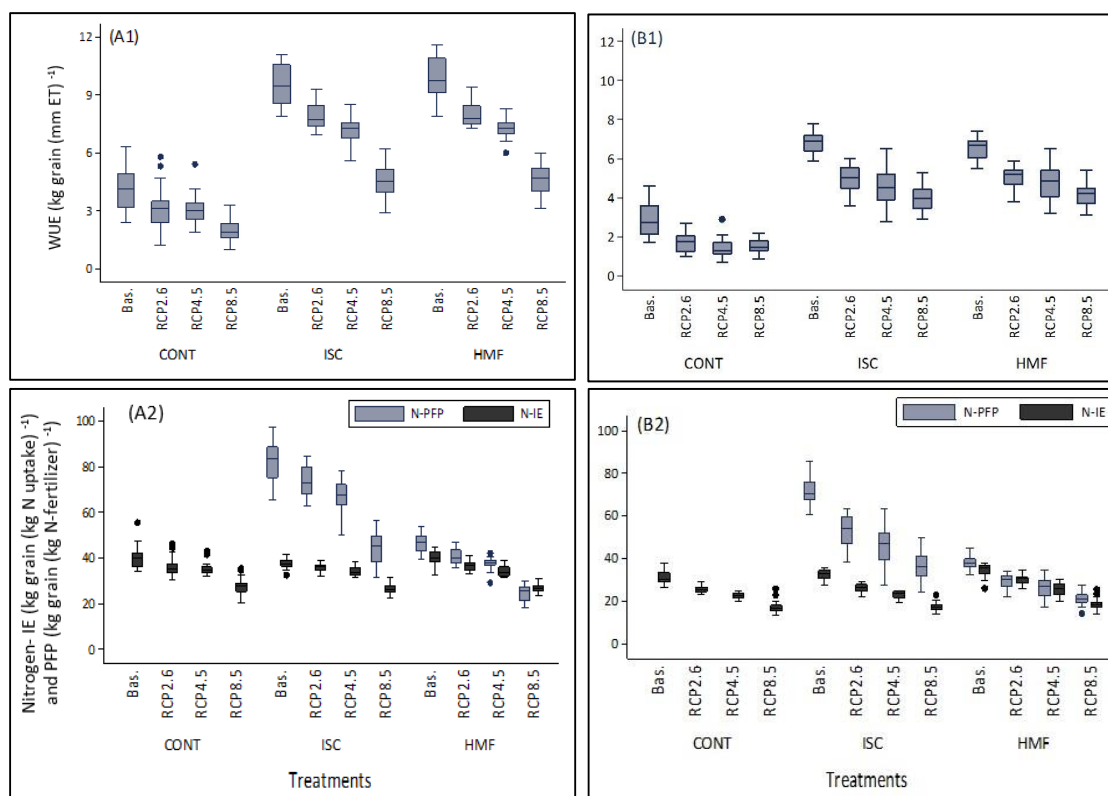 (A1)
WUE (kg grain (mm ET) -1)
12
9
6
3
0
Bas.
RCP2.6
RCP4.5
RCP8.5
Bas.
RCP2.6
RCP4.5
RCP8.5
Bas.
RCP2.6
RCP4.5
RCP8.5
CONT ISC HMF
(B1)
12
10
8
6
4
2
0
Bas.
RCP2.6
RCP4.5
RCP8.5
Bas.
RCP2.6
RCP4.5
RCP8.5
Bas.
RCP2.6
RCP4.5
RCP8.5
CONT ISC HMF
(A2)
N-PFP N-IE
Nitrogen- IE (kg grain (kg N uptake) -1
and PFP (kg grain (kg N-fertilizer) -1
100
80
60
40
20
0
Bas.
RCP2.6
RCP4.5
RCP8.5
Bas.
RCP2.6
RCP4.5
RCP8.5
Bas.
RCP2.6
RCP4.5
RCP8.5
CONT ISC HMF
Treatments
(B2)
N-PFP N-IE
100
80
60
40
20
0
Bas.
RCP2.6
RCP4.5
RCP8.5
Bas.
RCP2.6
RCP4.5
RCP8.5
Bas.
RCP2.6
RCP4.5
RCP8.5
CONT ISC HMF
Treatments